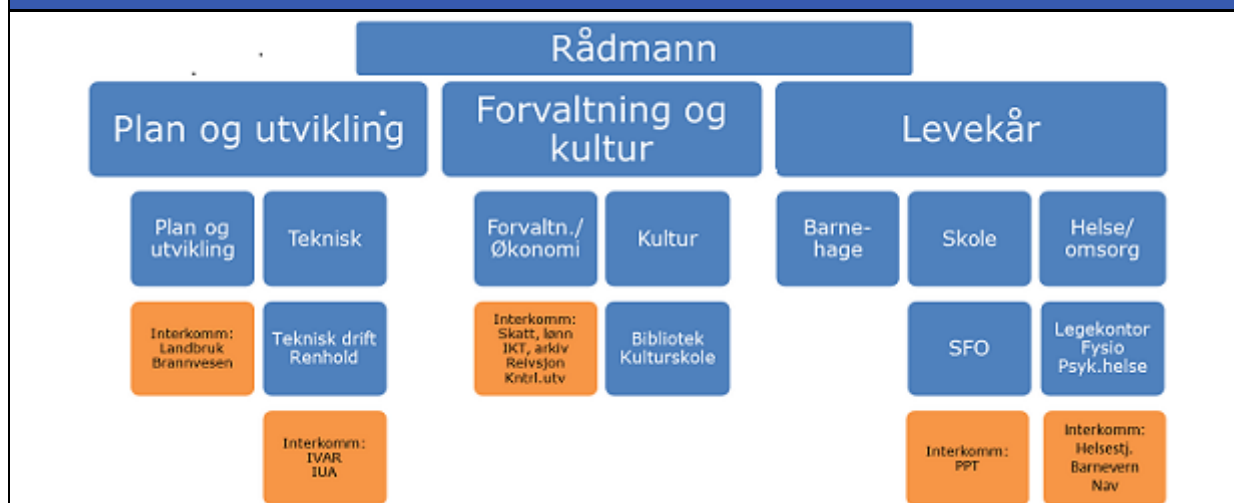 Rådmann
Plan og utvikling
Forvaltning og
kultur
Levekår
Plan og
utvikling
Teknisk
Forvaltn./
Økonomi
Kultur
Barne-
hage
Skole
Helse/
omsorg
Interkomm:
Landbruk
Brannvesen
Teknisk drift
Renhold
Interkomm:
Skatt, lønn
IKT, arkiv
Reivsjon
Kntrl.utv
Bibliotek
Kulturskole
SFO
Legekontor
Fysio
Psyk.helse
Interkomm:
IVAR
IUA
Interkomm:
PPT
Interkomm:
Helsestj.
Barnevern
Nav